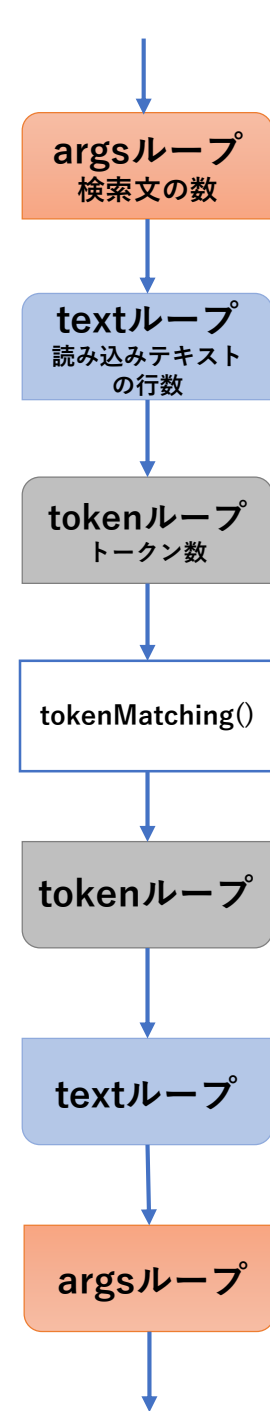 argsループ
検索文の数
textループ
読み込みテキスト
の行数
tokenループ
トークン数
tokenMatching()
tokenループ
textループ
argsループ